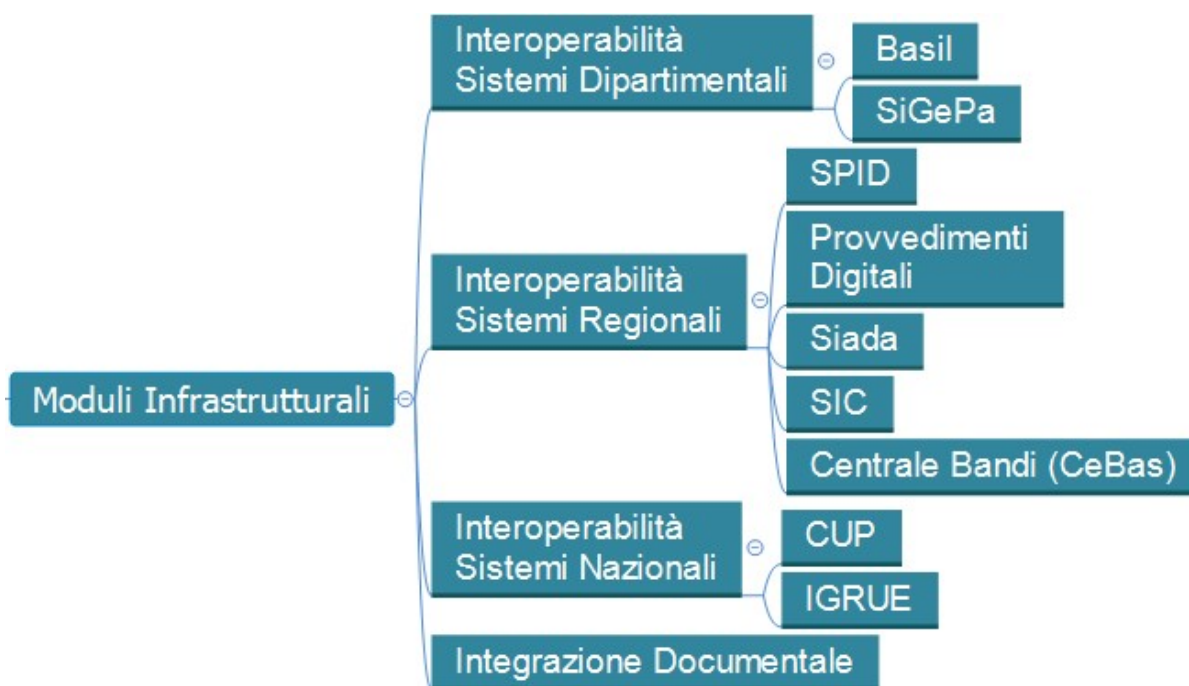 Interoperabilità
Sistemi Dipartimentali
Basil
SiGePa
SPID
Provvedimenti
Digitali
Interoperabilità
Sistemi Regionali
Siada
SIC
Moduli Infrastrutturali
Centrale Bandi (CeBas)
Interoperabilità
Sistemi Nazionali
CUP
IGRUE
Integrazione Documentale